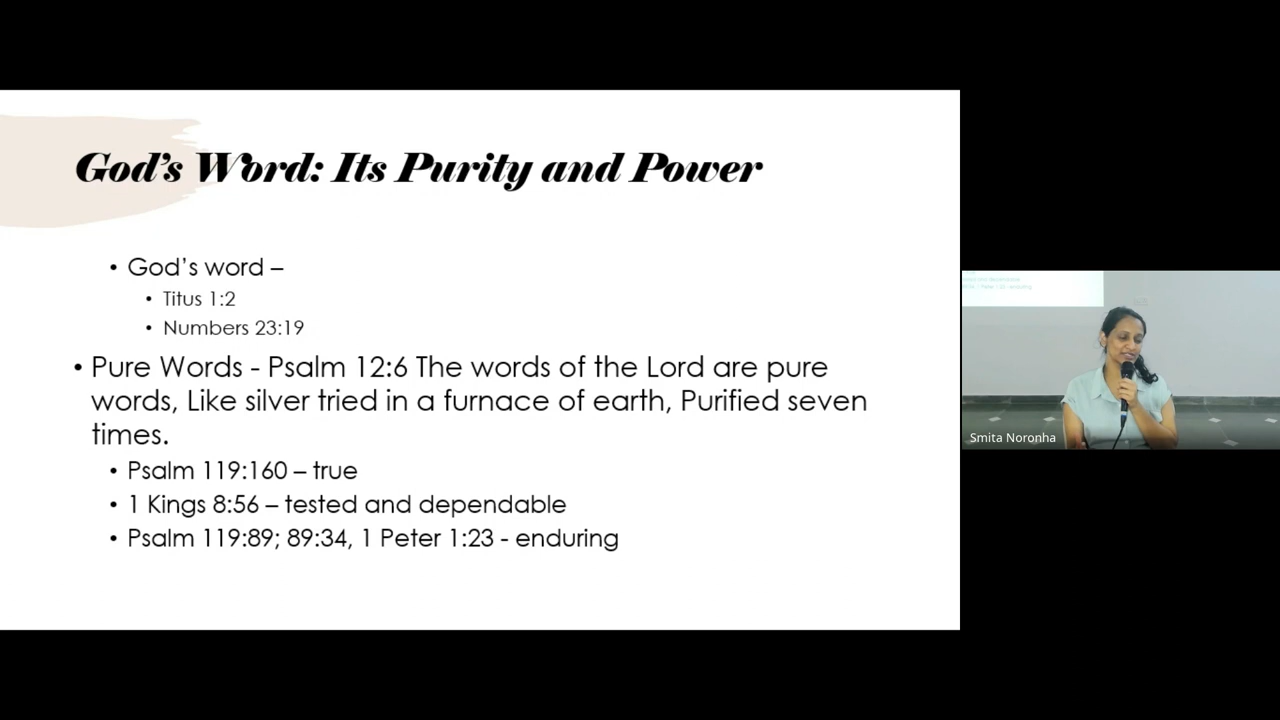 God's Word: Its Purity and Power
• God's word –
• Titus 1:2
• Numbers 23:19
• Pure Words - Psalm 12:6 The words of the Lord are pure
words, Like silver tried in a furnace of earth, Purified seven
times.
• Psalm 119:160 – true
• 1 Kings 8:56 – tested and dependable
• Psalm 119:89; 89:34, 1 Peter 1:23 - enduring
Smita Noronha